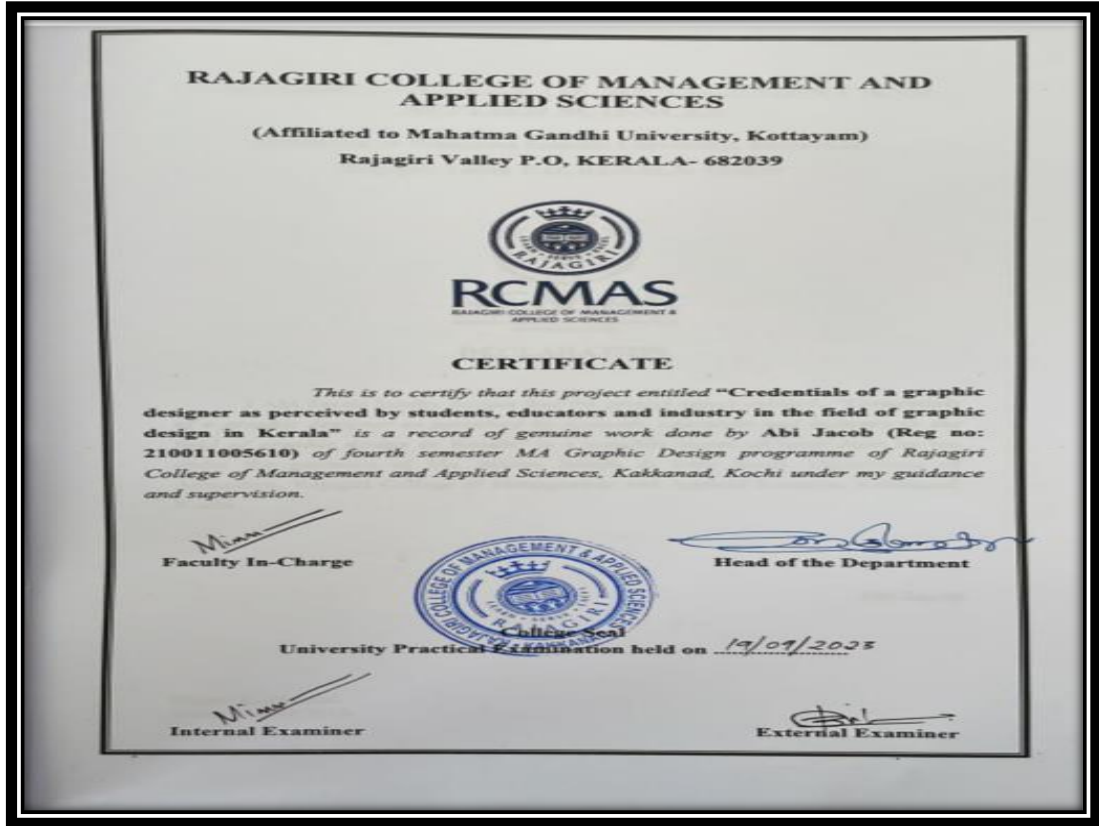 RAJAGIRI COLLEGE OF MANAGEMENT AND
APPLIED SCIENCES
(Affiliated to Mahatma Gandhi University, Kottayam)
Rajagiri Valley P.O, KERALA- 682039
LEARN • SERVE • EXCEL
RAJAGIRI
RCMAS
RAJAGIRI COLLEGE OF MANAGEMENT &
APPLIED SCIENCES
CERTIFICATE
This is to certify that this project entitled “Credentials of a graphic
designer as perceived by students, educators and industry in the field of graphic
design in Kerala” is a record of genuine work done by Abi Jacob (Reg no:
210011005610) of fourth semester MA Graphic Design programme of Rajagiri
College of Management and Applied Sciences, Kakkanad, Kochi under my guidance
and supervision.
Faculty In-Charge
Head of the Department
RAJAGIRI COLLEGE OF MANAGEMENT & APPLIED SCIENCES
RAJAGIRI
KAKKANAD
College Seal
University Practical Examination held on 19/09/2023
Internal Examiner
External Examiner